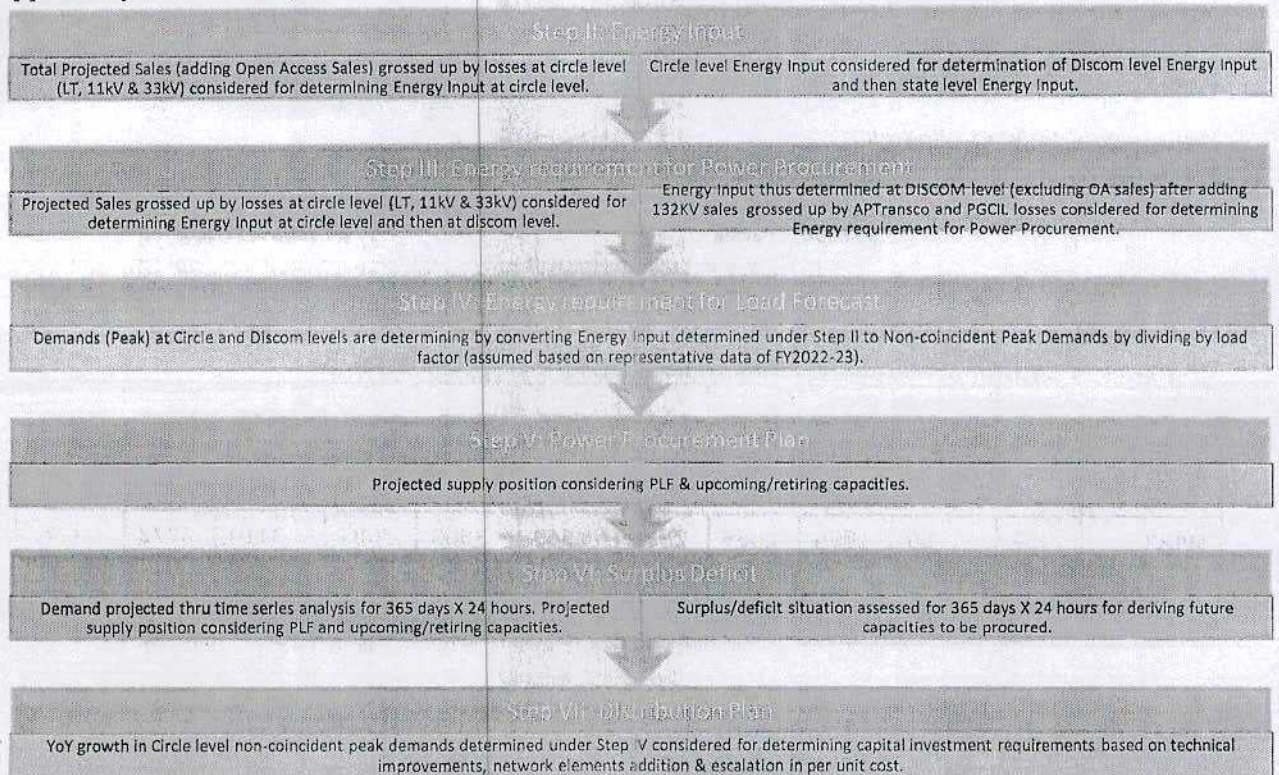 Step II: Energy Input
Total Projected Sales (adding Open Access Sales) grossed up by losses at circle level
(LT, 11kV & 33kV) considered for determining Energy Input at circle level.
Circle level Energy Input considered for determination of Discom level Energy Input
and then state level Energy Input.
Step III: Energy requirement for Power Procurement
Projected Sales grossed up by losses at circle level (LT, 11kV & 33kV) considered for
determining Energy Input at circle level and then at discom level.
Energy Input thus determined at DISCOM level (excluding OA sales) after adding
132KV sales grossed up by APTransco and PGCIL losses considered for determining
Energy requirement for Power Procurement.
Step IV: Energy requirement for Load Forecast
Demands (Peak) at Circle and Discom levels are determining by converting Energy Input determined under Step II to Non-coincident Peak Demands by dividing by load
factor (assumed based on representative data of FY2022-23).
Step V: Power Procurement Plan
Projected supply position considering PLF & upcoming/retiring capacities.
Step VI: Surplus Deficit
Demand projected thru time series analysis for 365 days X 24 hours. Projected
supply position considering PLF and upcoming/retiring capacities.
Surplus/deficit situation assessed for 365 days X 24 hours for deriving future
capacities to be procured.
Step VII: Distribution Plan
YoY growth in Circle level non-coincident peak demands determined under Step IV considered for determining capital investment requirements based on technical
improvements, network elements addition & escalation in per unit cost.